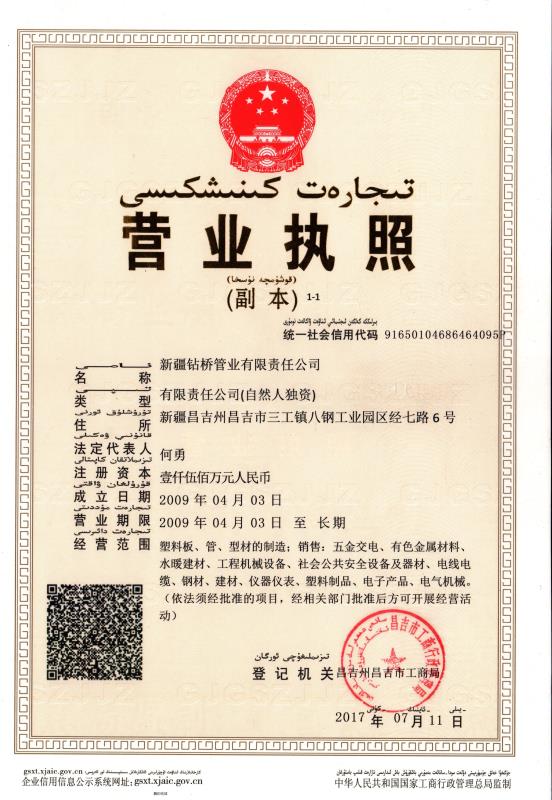 تىجارەت كىنىشكىسى
营业执照
(قوشۇمچە نۇسخا)
(副本) 1-1
统一社会信用代码 91650104686464095P
名称 新疆钻桥管业有限责任公司
类型 有限责任公司(自然人独资)
住所 新疆昌吉州昌吉市三工镇八钢工业园区经七路6号
法定代表人 何勇
注册资本 壹仟伍佰万元人民币
成立日期 2009年04月03日
营业期限 2009年04月03日 至 长期
经营范围 塑料板、管、型材的制造；销售：五金交电、有色金属材料、
水暖建材、工程机械设备、社会公共安全设备及器材、电线电
缆、钢材、建材、仪器仪表、塑料制品、电子产品、电气机械。
（依法须经批准的项目，经相关部门批准后方可开展经营活
动）
تىزىملىغۇچى ئورگان
登记机关 昌吉州昌吉市工商局
2017年07月11日
gsxt.xjaic.gov.cn
企业信用信息公示系统网址: gsxt.xjaic.gov.cn
中华人民共和国国家工商行政管理总局监制